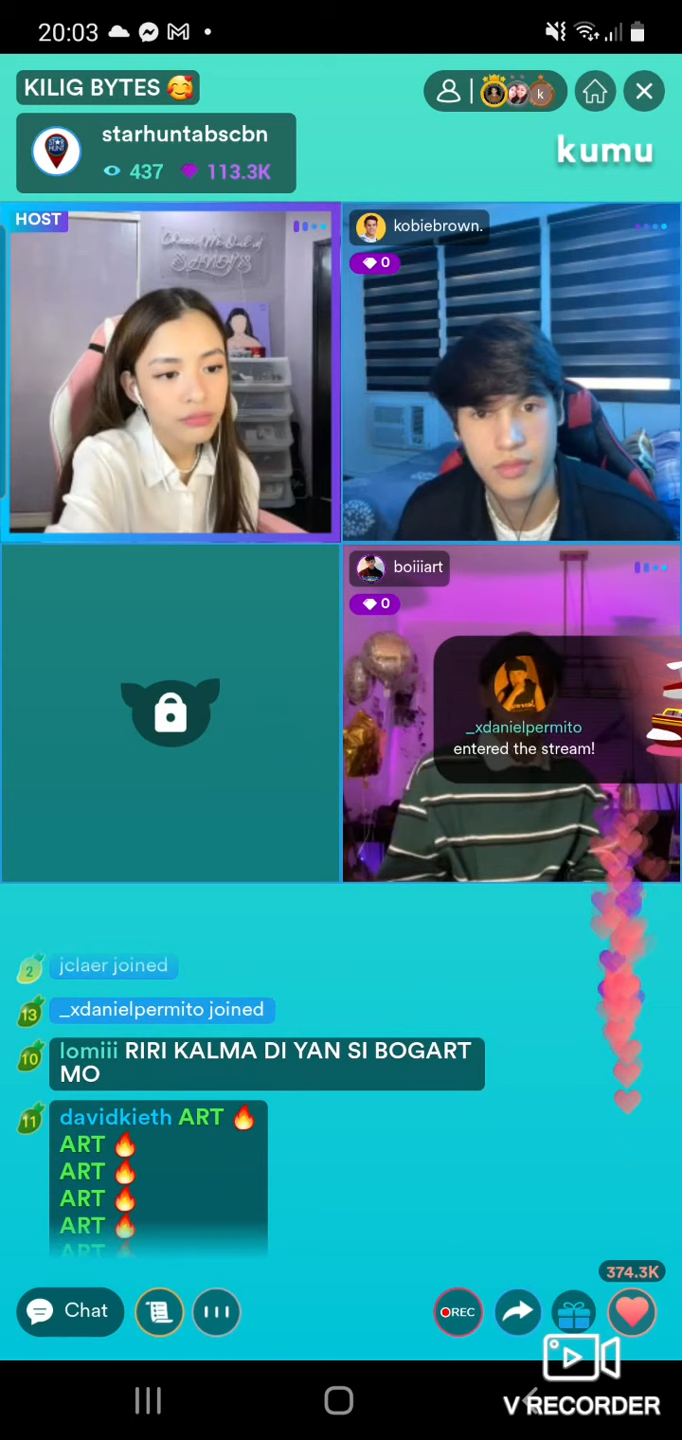 20:03
KILIG BYTES 🥰
k
starhuntabscbn
437 113.3K
kumu
HOST
kobiebrown.
0
boiiiart
0
_xdanielpermito
entered the stream!
2 jclaer joined
13 _xdanielpermito joined
10 lomiii RIRI KALMA DI YAN SI BOGART
MO
11 davidkieth ART 🔥
ART 🔥
ART 🔥
ART 🔥
ART 🔥
ART
374.3K
Chat
REC
V RECORDER